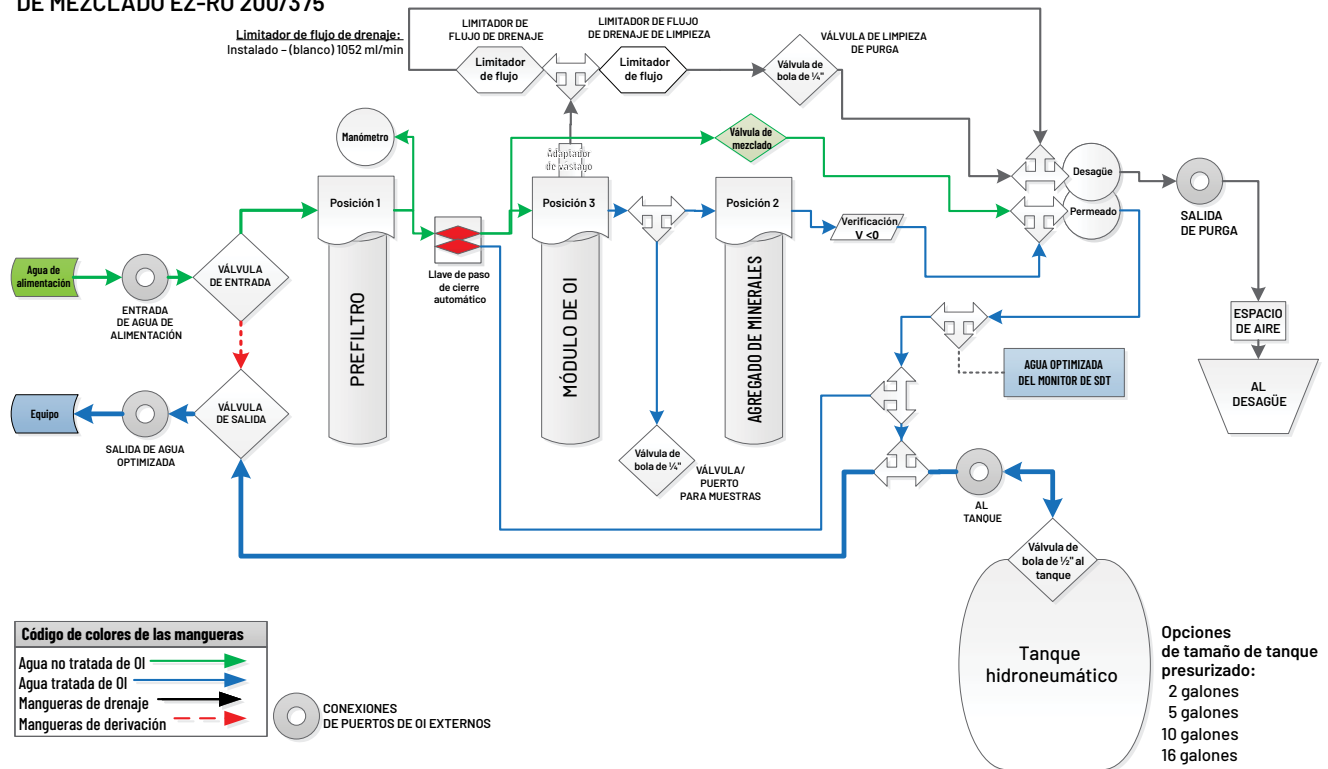 DE MEZCLADO EZ-RO 200/375
Limitador de flujo de drenaje:
Instalado – (blanco) 1052 ml/min
LIMITADOR DE
FLUJO DE DRENAJE
LIMITADOR DE FLUJO
DE DRENAJE DE LIMPIEZA
VÁLVULA DE LIMPIEZA
DE PURGA
Limitador
de flujo
Limitador
de flujo
Válvula de
bola de ¼"
Manómetro
Adaptador
de vástago
Válvula de
mezclado
Desagüe
Permeado
SALIDA
DE PURGA
Posición 1
Posición 3
Posición 2
Verificación
V <0
Llave de paso
de cierre
automático
Agua de
alimentación
ENTRADA
DE AGUA DE
ALIMENTACIÓN
VÁLVULA
DE ENTRADA
PREFILTRO
MÓDULO DE OI
AGREGADO DE MINERALES
ESPACIO
DE AIRE
AGUA OPTIMIZADA
DEL MONITOR DE SDT
AL
DESAGÜE
Equipo
SALIDA DE AGUA
OPTIMIZADA
VÁLVULA
DE SALIDA
Válvula de
bola de ¼"
VÁLVULA/
PUERTO
PARA MUESTRAS
AL
TANQUE
Válvula de
bola de ½" al
tanque
Tanque
hidroneumático
Opciones
de tamaño de tanque
presurizado:
2 galones
5 galones
10 galones
16 galones
Código de colores de las mangueras
Agua no tratada de OI
Agua tratada de OI
Mangueras de drenaje
Mangueras de derivación
CONEXIONES
DE PUERTOS DE OI EXTERNOS